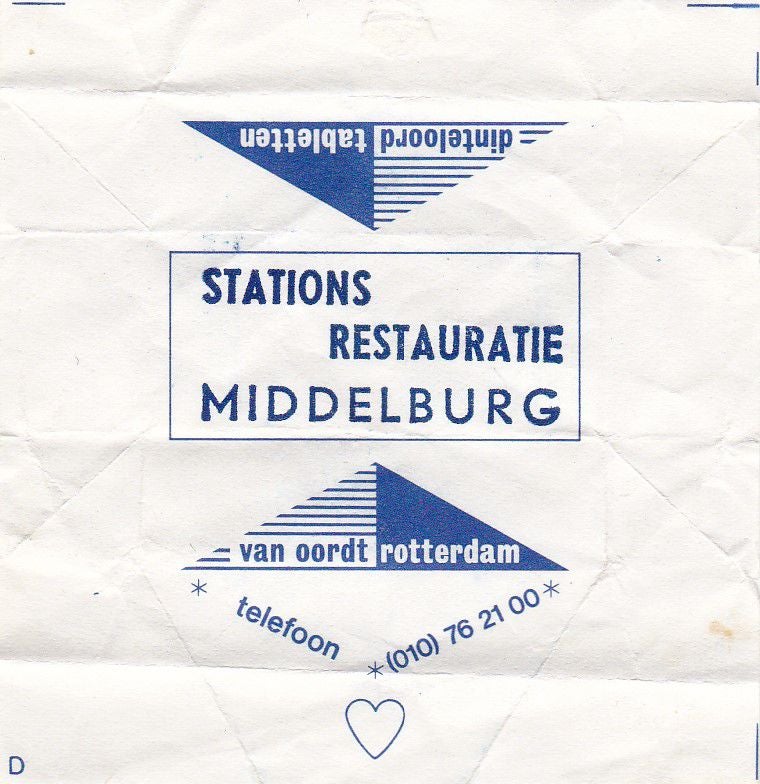 dinteloord tabletten
STATIONS
RESTAURATIE
MIDDELBURG
van oordt rotterdam
* telefoon * (010) 76 21 00 *
D